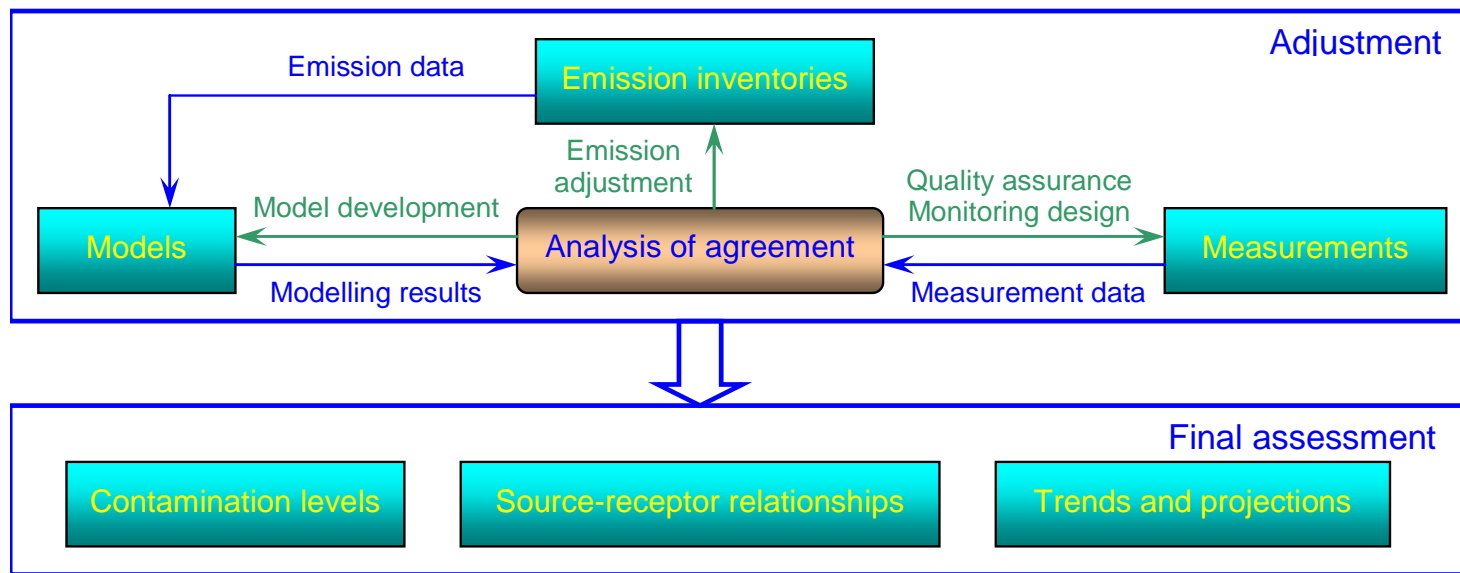 Adjustment
Emission data
Emission inventories
Emission
adjustment
Quality assurance
Monitoring design
Model development
Models
Analysis of agreement
Measurements
Modelling results
Measurement data
Final assessment
Contamination levels
Source-receptor relationships
Trends and projections